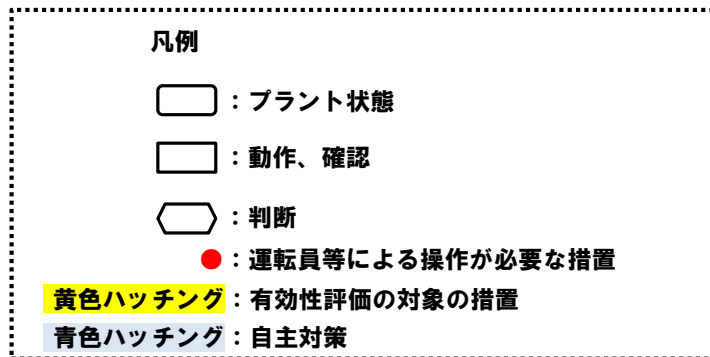 凡例
：プラント状態
：動作、確認
：判断
：運転員等による操作が必要な措置
黄色ハッチング：有効性評価の対象の措置
青色ハッチング：自主対策